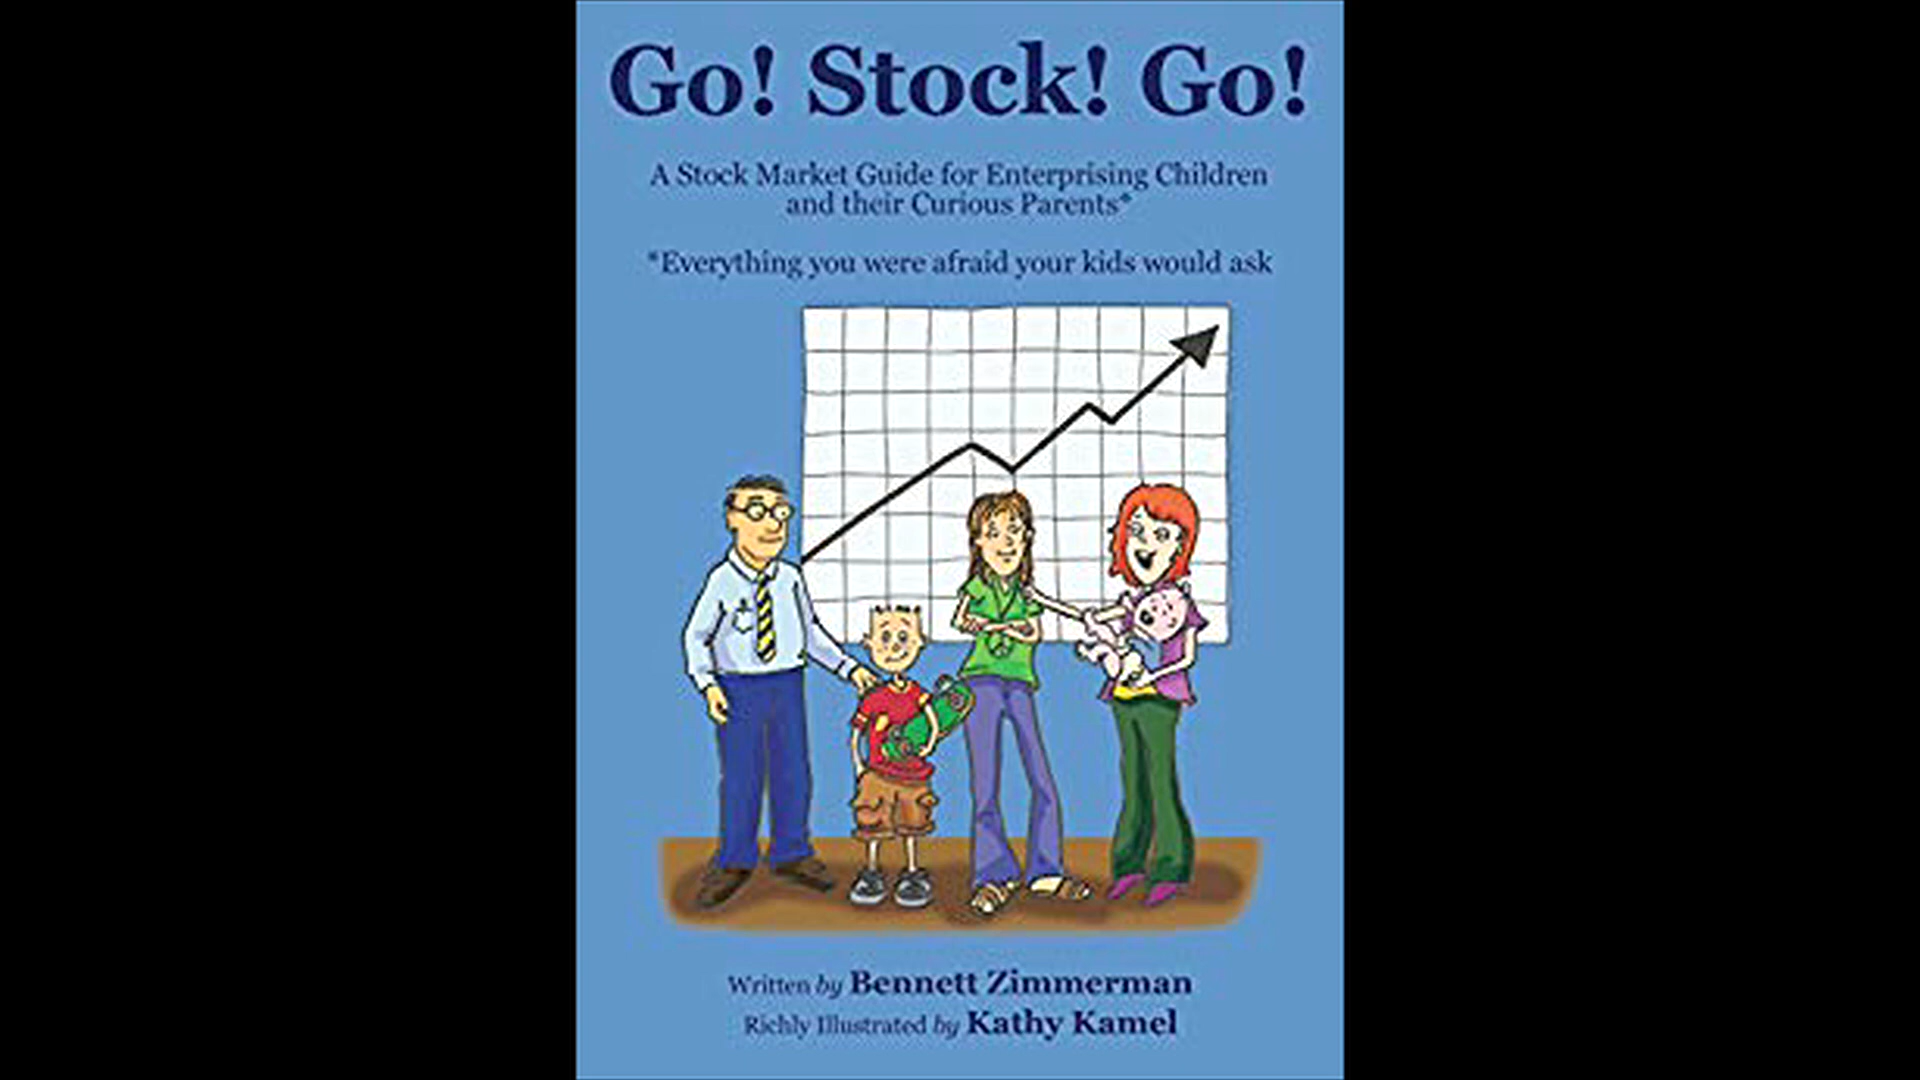 Go! Stock! Go!
A Stock Market Guide for Enterprising Children
and their Curious Parents*
*Everything you were afraid your kids would ask
Written by Bennett Zimmerman
Richly Illustrated by Kathy Kamel